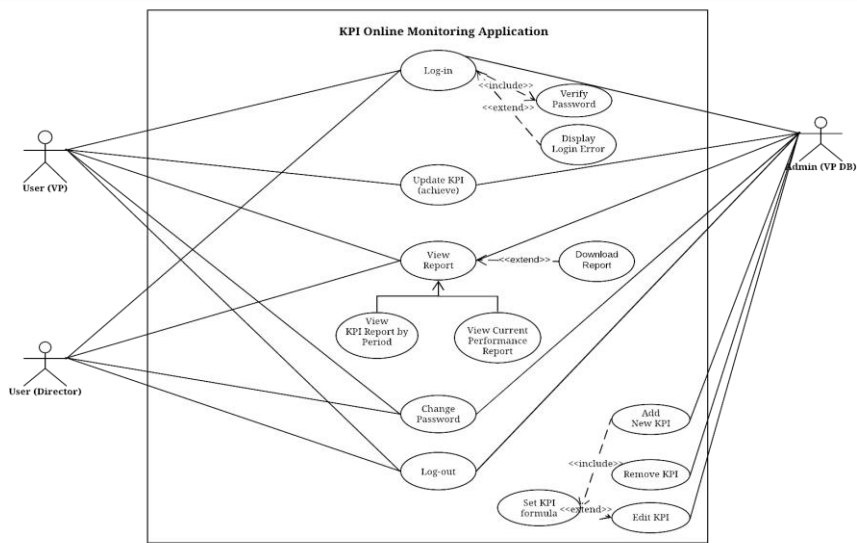 KPI Online Monitoring Application
Log-in
<<include>>
Verify
Password
<<extend>>
Display
Login Error
User (VP)
Admin (VP DB)
Update KPI
(achieve)
View
Report
<<extend>>
Download
Report
View
KPI Report by
Period
View Current
Performance
Report
User (Director)
Change
Password
Add
New KPI
Log-out
<<include>>
Remove KPI
Set KPI
formula
<<extend>>
Edit KPI